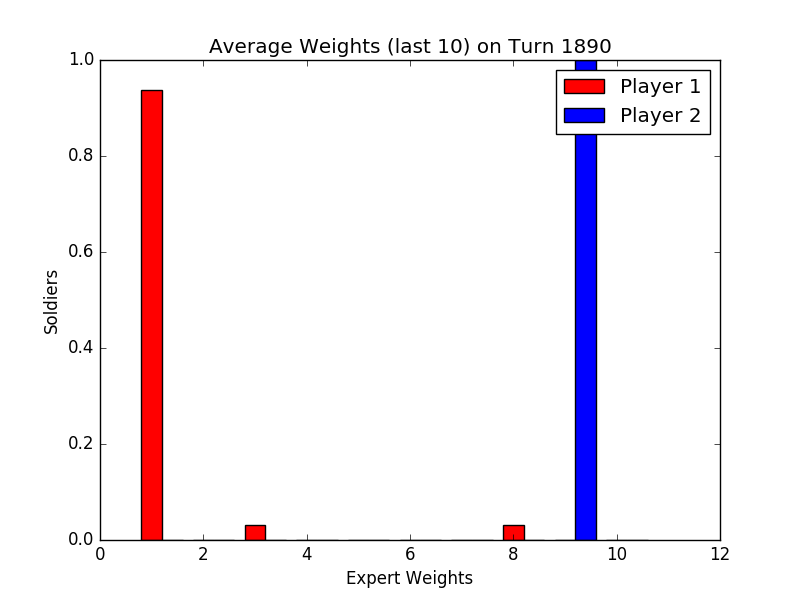 Average Weights (last 10) on Turn 1890
1.0
0.8
0.6
0.4
0.2
0.0
Soldiers
Player 1
Player 2
0 2 4 6 8 10 12
Expert Weights